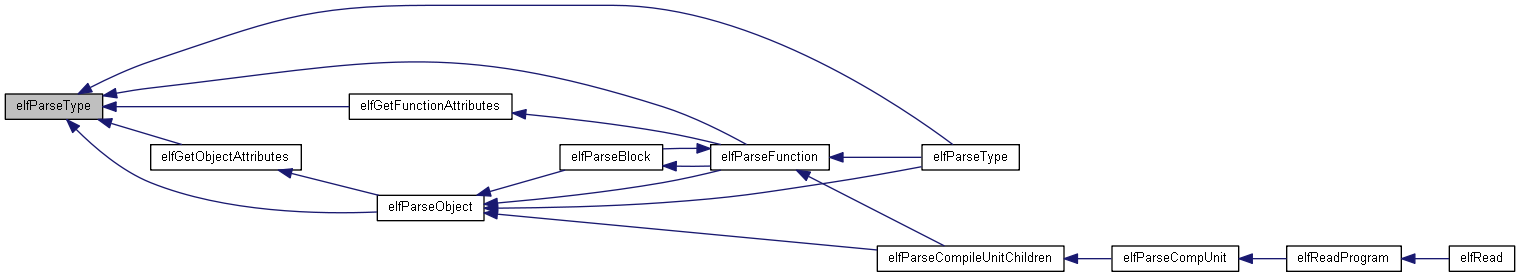 elfParseType
elfGetFunctionAttributes
elfGetObjectAttributes
elfParseBlock
elfParseFunction
elfParseType
elfParseObject
elfParseCompileUnitChildren
elfParseCompUnit
elfReadProgram
elfRead